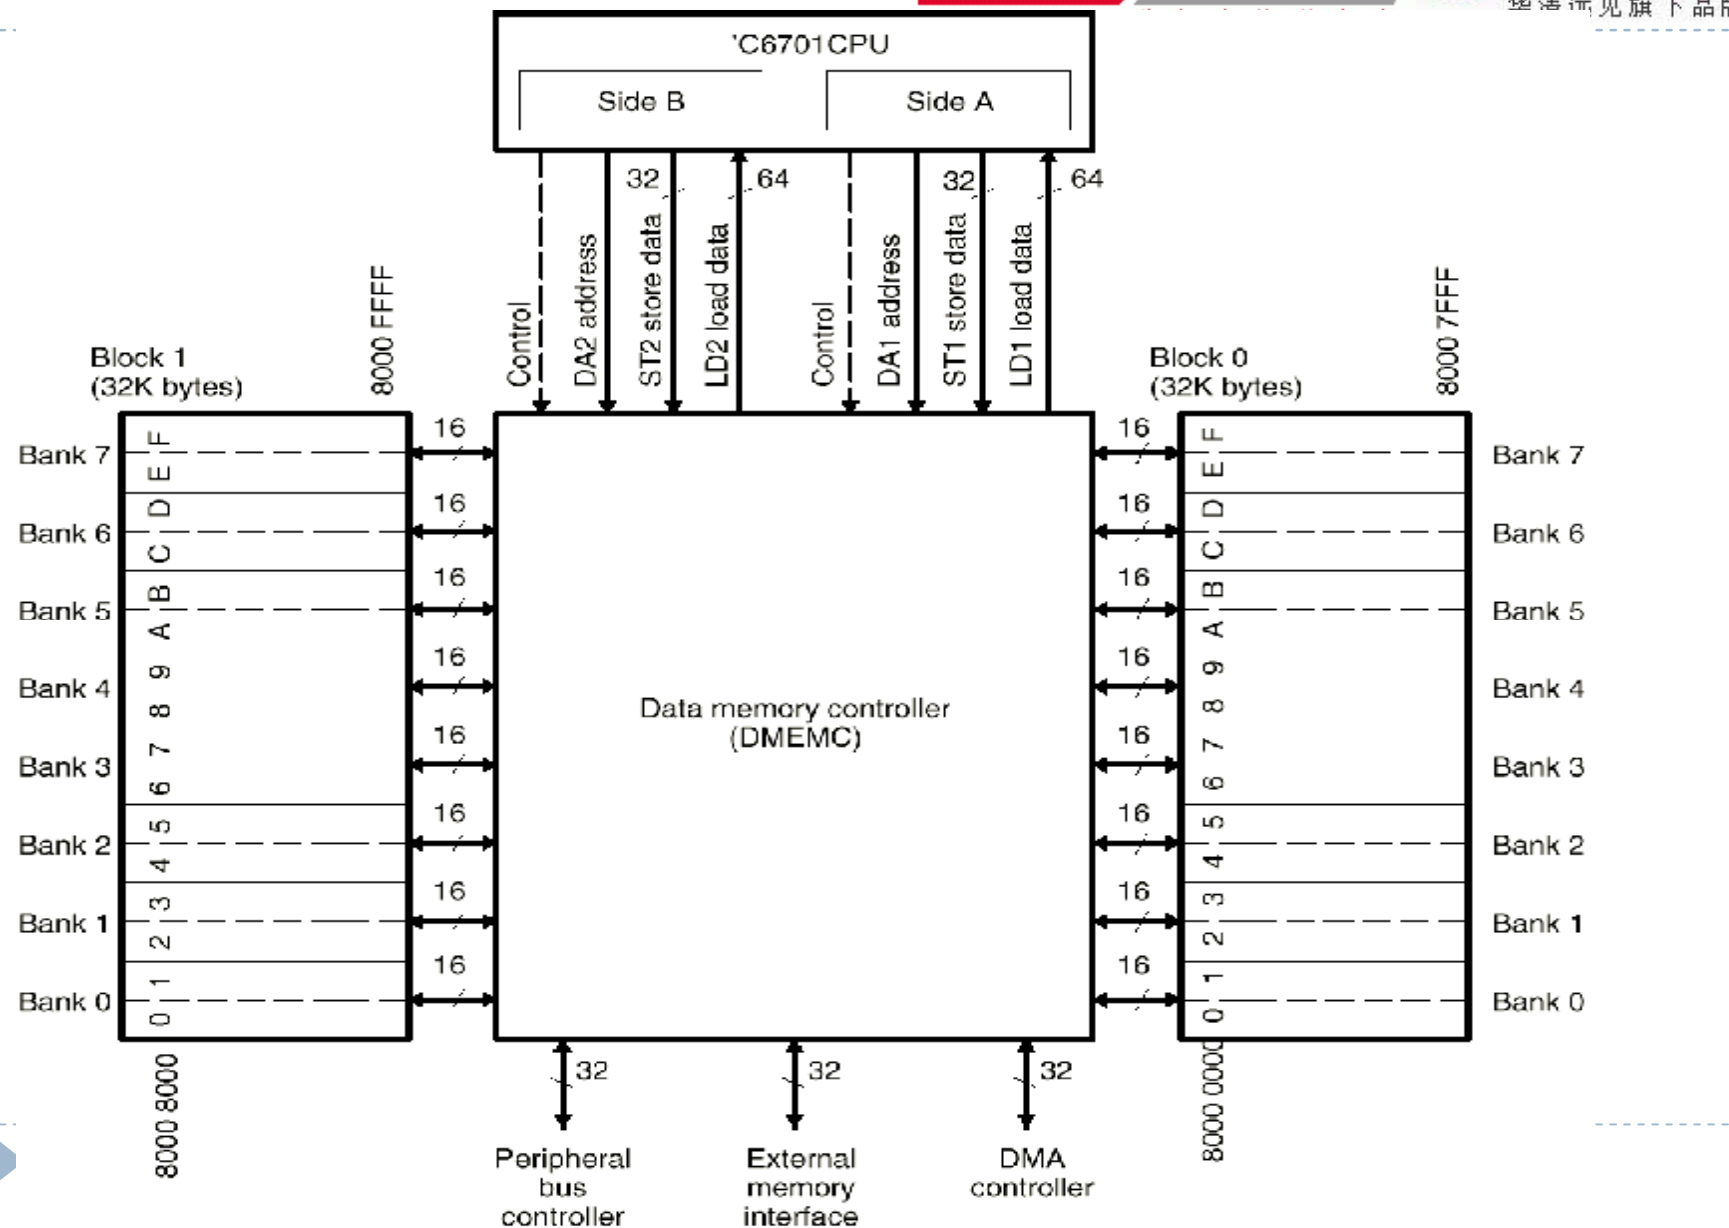 'C6701CPU
Side B
Side A
32
64
32
64
Control
DA2 address
ST2 store data
LD2 load data
Control
DA1 address
ST1 store data
LD1 load data
Block 1
(32K bytes)
8000 FFFF
Block 0
(32K bytes)
8000 7FFF
Bank 7
Bank 6
Bank 5
Bank 4
Bank 3
Bank 2
Bank 1
Bank 0
0 1 2 3 4 5 6 7 8 9 A B C D E F
8000 8000
16
16
16
16
16
16
16
16
Data memory controller
(DMEMC)
16
16
16
16
16
16
16
16
0 1 2 3 4 5 6 7 8 9 A B C D E F
8000 0000
Bank 7
Bank 6
Bank 5
Bank 4
Bank 3
Bank 2
Bank 1
Bank 0
32
32
32
Peripheral
bus
controller
External
memory
interface
DMA
controller